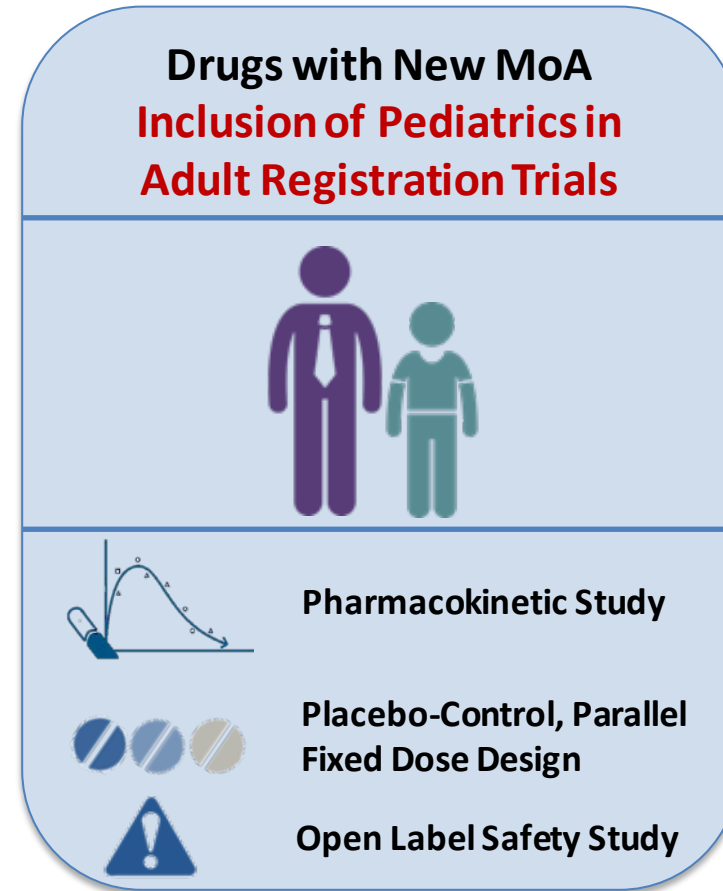 Drugs with New MoA
Inclusion of Pediatrics in
Adult Registration Trials
Pharmacokinetic Study
Placebo-Control, Parallel
Fixed Dose Design
Open Label Safety Study